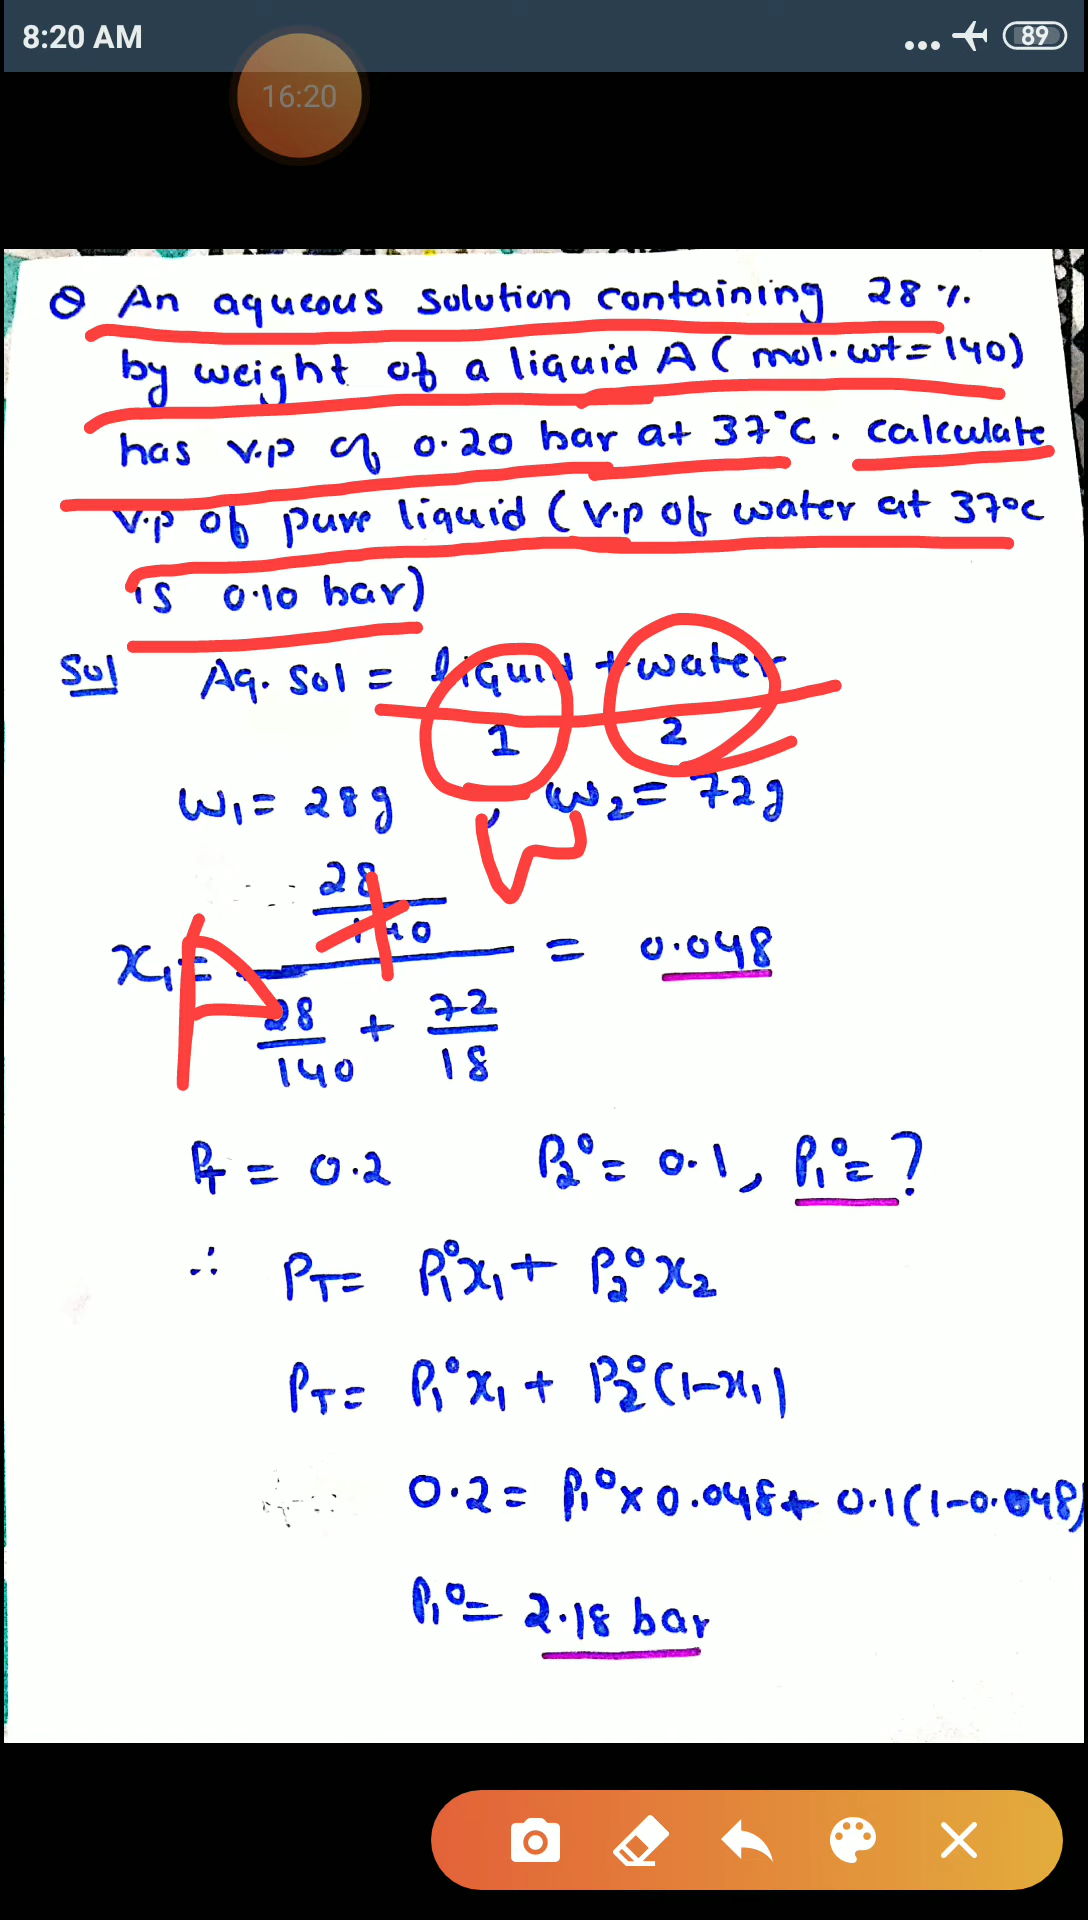 8:20 AM
89
16:20
Q An aqueous solution containing 28 %.
by weight of a liquid A ( mol. wt = 140)
has v.p of 0.20 bar at 37°C. calculate
v.p of pure liquid ( v.p of water at 37°C
is 0.10 bar)
Sol Aq. sol = liquid + water
1 2
W₁ = 28g , W₂ = 72g
x₁ = (28/140) / (28/140 + 72/18) = 0.048
P_T = 0.2 P₂° = 0.1, P₁° = ?
∴ P_T = P₁°x₁ + P₂°x₂
P_T = P₁°x₁ + P₂°(1-x₁)
0.2 = P₁° x 0.048 + 0.1(1-0.048)
P₁° = 2.18 bar